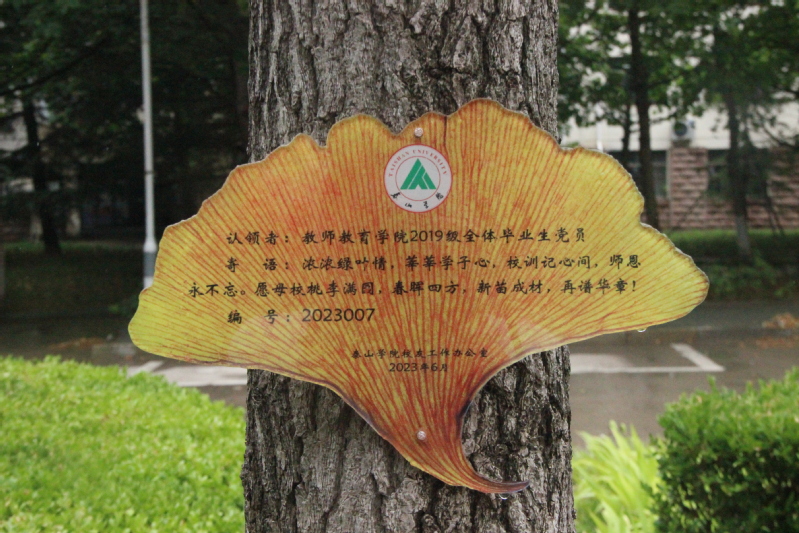 TAISHAN UNIVERSITY
泰山学院
认领者：教师教育学院2019级全体毕业生党员
寄 语：浓浓绿叶情，莘莘学子心，校训记心间，师恩
永不忘。愿母校桃李满园，春晖四方，新苗成材，再谱华章！
编 号：2023007
泰山学院校友工作办公室
2023年6月